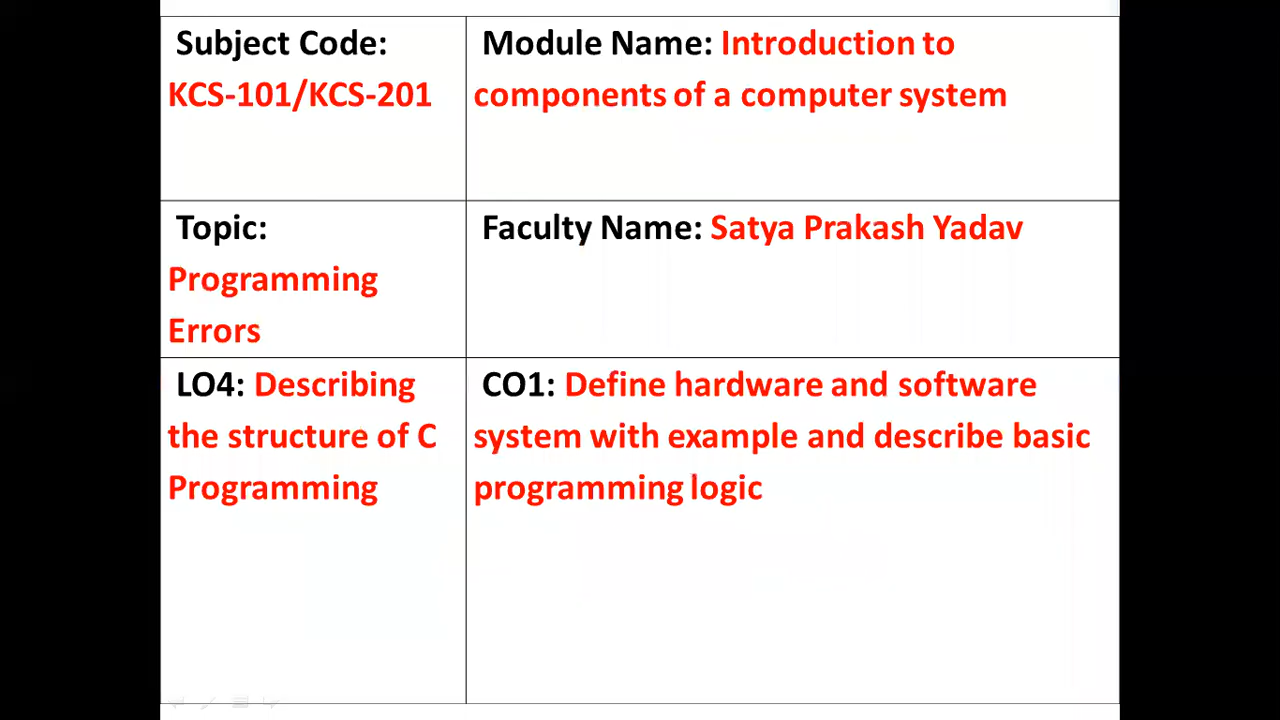 Subject Code:
KCS-101/KCS-201
Module Name: Introduction to
components of a computer system
Topic:
Programming
Errors
Faculty Name: Satya Prakash Yadav
LO4: Describing
the structure of C
Programming
CO1: Define hardware and software
system with example and describe basic
programming logic